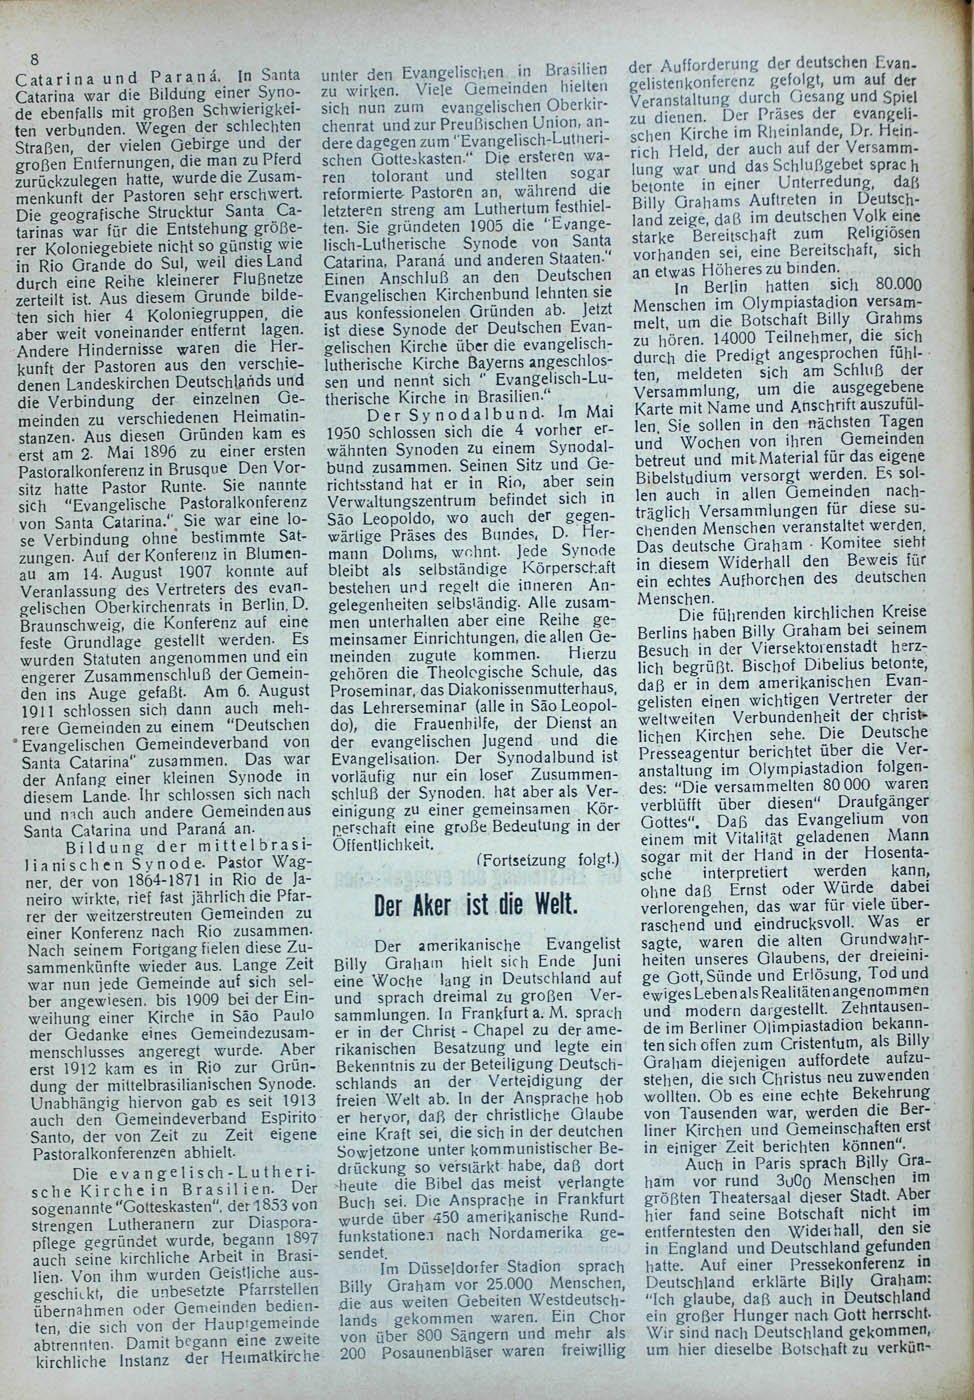 8
Catarina und Paraná. In Santa
Catarina war die Bildung einer Syno-
de ebenfalls mit großen Schwierigkei-
ten verbunden. Wegen der schlechten
Straßen, der vielen Gebirge und der
großen Entfernungen, die man zu Pferd
zurückzulegen hatte, wurde die Zusam-
menkunft der Pastoren sehr erschwert.
Die geografische Strucktur Santa Ca-
tarinas war für die Entstehung größe-
rer Koloniegebiete nicht so günstig wie
in Rio Grande do Sul, weil dies Land
durch eine Reihe kleinerer Flußnetze
zerteilt ist. Aus diesem Grunde bilde-
ten sich hier 4 Koloniegruppen, die
aber weit voneinander entfernt lagen.
Andere Hindernisse waren die Her-
kunft der Pastoren aus den verschie-
denen Landeskirchen Deutschlands und
die Verbindung der einzelnen Ge-
meinden zu verschiedenen Heimatin-
stanzen. Aus diesen Gründen kam es
erst am 2. Mai 1896 zu einer ersten
Pastoralkonferenz in Brusque Den Vor-
sitz hatte Pastor Runte. Sie nannte
sich "Evangelische Pastoralkonferenz
von Santa Catarina." Sie war eine lo-
se Verbindung ohne bestimmte Sat-
zungen. Auf der Konferenz in Blumen-
au am 14. August 1907 konnte auf
Veranlassung des Vertreters des evan-
gelischen Oberkirchenrats in Berlin, D.
Braunschweig, die Konferenz auf eine
feste Grundlage gestellt werden. Es
wurden Statuten angenommen und ein
engerer Zusammenschluß der Gemein-
den ins Auge gefaßt. Am 6. August
1911 schlossen sich dann auch meh-
rere Gemeinden zu einem "Deutschen
Evangelischen Gemeindeverband von
Santa Catarina" zusammen. Das war
der Anfang einer kleinen Synode in
diesem Lande. Ihr schlossen sich nach
und nach auch andere Gemeinden aus
Santa Catarina und Paraná an.
Bildung der mittelbrasi-
lianischen Synode. Pastor Wag-
ner, der von 1864-1871 in Rio de Ja-
neiro wirkte, rief fast jährlich die Pfar-
rer der weitzerstreuten Gemeinden zu
einer Konferenz nach Rio zusammen.
Nach seinem Fortgang fielen diese Zu-
sammenkünfte wieder aus. Lange Zeit
war nun jede Gemeinde auf sich sel-
ber angewiesen. bis 1909 bei der Ein-
weihung einer Kirche in São Paulo
der Gedanke eines Gemeindezusam-
menschlusses angeregt wurde. Aber
erst 1912 kam es in Rio zur Grün-
dung der mittelbrasilianischen Synode.
Unabhängig hiervon gab es seit 1913
auch den Gemeindeverband Espirito
Santo, der von Zeit zu Zeit eigene
Pastoralkonferenzen abhielt.
Die evangelisch-Lutheri-
sche Kirche in Brasilien. Der
sogenannte "Gotteskasten". der 1853 von
strengen Lutheranern zur Diaspora-
pflege gegründet wurde, begann 1897
auch seine kirchliche Arbeit in Brasi-
lien. Von ihm wurden Geistliche aus-
geschickt, die unbesetzte Pfarrstellen
übernahmen oder Gemeinden bedien-
ten, die sich von der Hauptgemeinde
abtrennten. Damit begann eine zweite
kirchliche Instanz der Heimatkirche
unter den Evangelischen in Brasilien
zu wirken. Viele Gemeinden hielten
sich nun zum evangelischen Oberkir-
chenrat und zur Preußischen Union, an-
dere dagegen zum "Evangelisch-Lutheri-
schen Gotteskasten." Die ersteren wa-
ren tolorant und stellten sogar
reformierte Pastoren an, während die
letzteren streng am Luthertum festhiel-
ten. Sie gründeten 1905 die "Evange-
lisch-Lutherische Synode von Santa
Catarina, Paraná und anderen Staaten."
Einen Anschluß an den Deutschen
Evangelischen Kirchenbund lehnten sie
aus konfessionellen Gründen ab. Jetzt
ist diese Synode der Deutschen Evan-
gelischen Kirche über die evangelisch-
lutherische Kirche Bayerns angeschlos-
sen und nennt sich " Evangelisch-Lu-
therische Kirche in Brasilien."
Der Synodalbund. Im Mai
1950 schlossen sich die 4 vorher er-
wähnten Synoden zu einem Synodal-
bund zusammen. Seinen Sitz und Ge-
richtsstand hat er in Rio, aber sein
Verwaltungszentrum befindet sich in
São Leopoldo, wo auch der gegen-
wärtige Präses des Bundes, D. Her-
mann Dohms, wohnt. Jede Synode
bleibt als selbständige Körperschaft
bestehen und regelt die inneren An-
gelegenheiten selbständig. Alle zusam-
men unterhalten aber eine Reihe ge-
meinsamer Einrichtungen, die allen Ge-
meinden zugute kommen. Hierzu
gehören die Theologische Schule, das
Proseminar, das Diakonissenmutterhaus,
das Lehrerseminar (alle in São Leopol-
do), die Frauenhilfe, der Dienst an
der evangelischen Jugend und die
Evangelisation. Der Synodalbund ist
vorläufig nur ein loser Zusammen-
schluß der Synoden. hat aber als Ver-
einigung zu einer gemeinsamen Kör-
perschaft eine große Bedeutung in der
Öffentlichkeit.
(Fortsetzung folgt.)
Der Aker ist die Welt.
Der amerikanische Evangelist
Billy Graham hielt sich Ende Juni
eine Woche lang in Deutschland auf
und sprach dreimal zu großen Ver-
sammlungen. In Frankfurt a. M. sprach
er in der Christ - Chapel zu der ame-
rikanischen Besatzung und legte ein
Bekenntnis zu der Beteiligung Deutsch-
schlands an der Verteidigung der
freien Welt ab. In der Ansprache hob
er hervor, daß der christliche Glaube
eine Kraft sei, die sich in der deutchen
Sowjetzone unter kommunistischer Be-
drückung so verstärkt habe, daß dort
heute die Bibel das meist verlangte
Buch sei. Die Ansprache in Frankfurt
wurde über 450 amerikanische Rund-
funkstationen nach Nordamerika ge-
sendet.
Im Düsseldorfer Stadion sprach
Billy Graham vor 25.000 Menschen,
die aus weiten Gebeiten Westdeutsch-
lands gekommen waren. Ein Chor
von über 800 Sängern und mehr als
200 Posaunenbläser waren freiwillig
der Aufforderung der deutschen Evan-
gelistenkonferenz gefolgt, um auf der
Veranstaltung durch Gesang und Spiel
zu dienen. Der Präses der evangeli-
schen Kirche im Rheinlande, Dr. Hein-
rich Held, der auch auf der Versamm-
lung war und das Schlußgebet sprach
betonte in einer Unterredung, daß
Billy Grahams Auftreten in Deutsch-
land zeige, daß im deutschen Volk eine
starke Bereitschaft zum Religiösen
vorhanden sei, eine Bereitschaft, sich
an etwas Höheres zu binden.
In Berlin hatten sich 80.000
Menschen im Olympiastadion versam-
melt, um die Botschaft Billy Grahms
zu hören. 14000 Teilnehmer, die sich
durch die Predigt angesprochen fühl-
ten, meldeten sich am Schluß der
Versammlung, um die ausgegebene
Karte mit Name und Anschrift auszufül-
len. Sie sollen in den nächsten Tagen
und Wochen von ihren Gemeinden
betreut und mit Material für das eigene
Bibelstudium versorgt werden. Es sol-
len auch in allen Gemeinden nach-
träglich Versammlungen für diese su-
chenden Menschen veranstaltet werden.
Das deutsche Graham - Komitee sieht
in diesem Widerhall den Beweis für
ein echtes Aufhorchen des deutschen
Menschen.
Die führenden kirchlichen Kreise
Berlins haben Billy Graham bei seinem
Besuch in der Viersektorenstadt herz-
lich begrüßt. Bischof Dibelius betonte,
daß er in dem amerikanischen Evan-
gelisten einen wichtigen Vertreter der
weltweiten Verbundenheit der christ-
lichen Kirchen sehe. Die Deutsche
Presseagentur berichtet über die Ver-
anstaltung im Olympiastadion folgen-
des: "Die versammelten 80 000 waren
verblüfft über diesen" Draufgänger
Gottes". Daß das Evangelium von
einem mit Vitalität geladenen Mann
sogar mit der Hand in der Hosenta-
sche interpretiert werden kann,
ohne daß Ernst oder Würde dabei
verlorengehen, das war für viele über-
raschend und eindrucksvoll. Was er
sagte, waren die alten Grundwahr-
heiten unseres Glaubens, der dreieini-
ge Gott, Sünde und Erlösung, Tod und
ewiges Leben als Realitäten angenommen
und modern dargestellt. Zehntausen-
de im Berliner Olimpiastadion bekann-
ten sich offen zum Cristentum, als Billy
Graham diejenigen auffordete aufzu-
stehen, die sich Christus neu zuwenden
wollten. Ob es eine echte Bekehrung
von Tausenden war, werden die Ber-
liner Kirchen und Gemeinschaften erst
in einiger Zeit berichten können".
Auch in Paris sprach Billy Gra-
ham vor rund 3000 Menschen im
größten Theatersaal dieser Stadt. Aber
hier fand seine Botschaft nicht im
entferntesten den Widerhall, den sie
in England und Deutschland gefunden
hatte. Auf einer Pressekonferenz in
Deutschland erklärte Billy Graham:
"Ich glaube, daß auch in Deutschland
ein großer Hunger nach Gott herrscht.
Wir sind nach Deutschland gekommen,
um hier dieselbe Botschaft zu verkün-